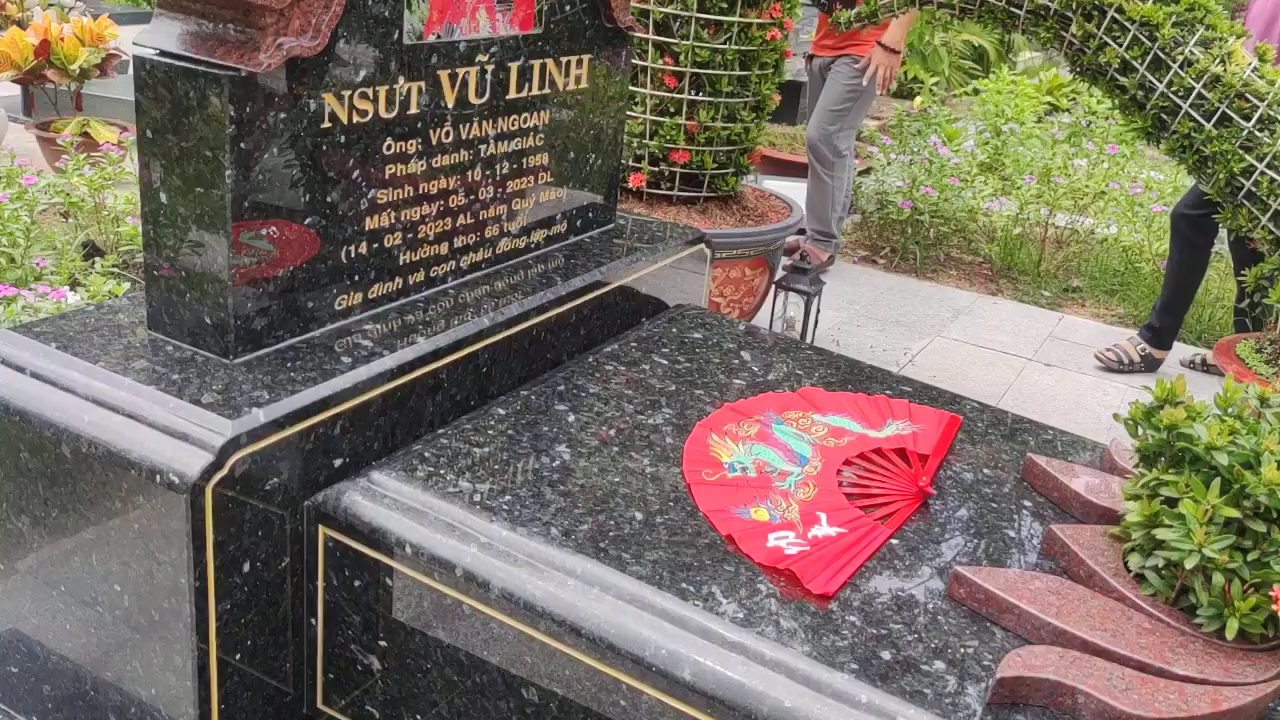 NSƯT VŨ LINH
Ông: VÕ VĂN NGOAN
Pháp danh: TÂM GIÁC
Sinh ngày: 10 - 12 - 1958
Mất ngày: 05 - 03 - 2023 DL
(14 - 02 - 2023 AL năm Quý Mão)
Hưởng thọ: 66 tuổi
Gia đình và con cháu đồng lập mộ